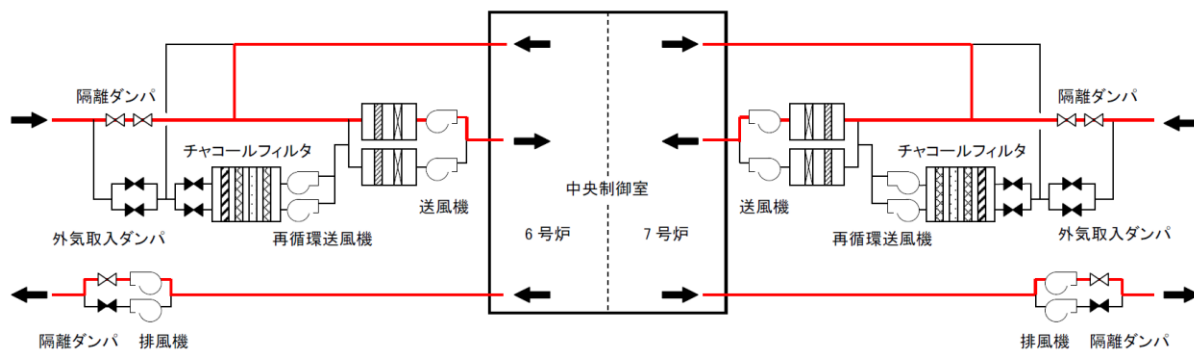 隔離ダンパ
チャコールフィルタ
外気取入ダンパ
再循環送風機
送風機
隔離ダンパ
排風機
中央制御室
6号炉
7号炉
隔離ダンパ
チャコールフィルタ
送風機
再循環送風機
外気取入ダンパ
排風機
隔離ダンパ